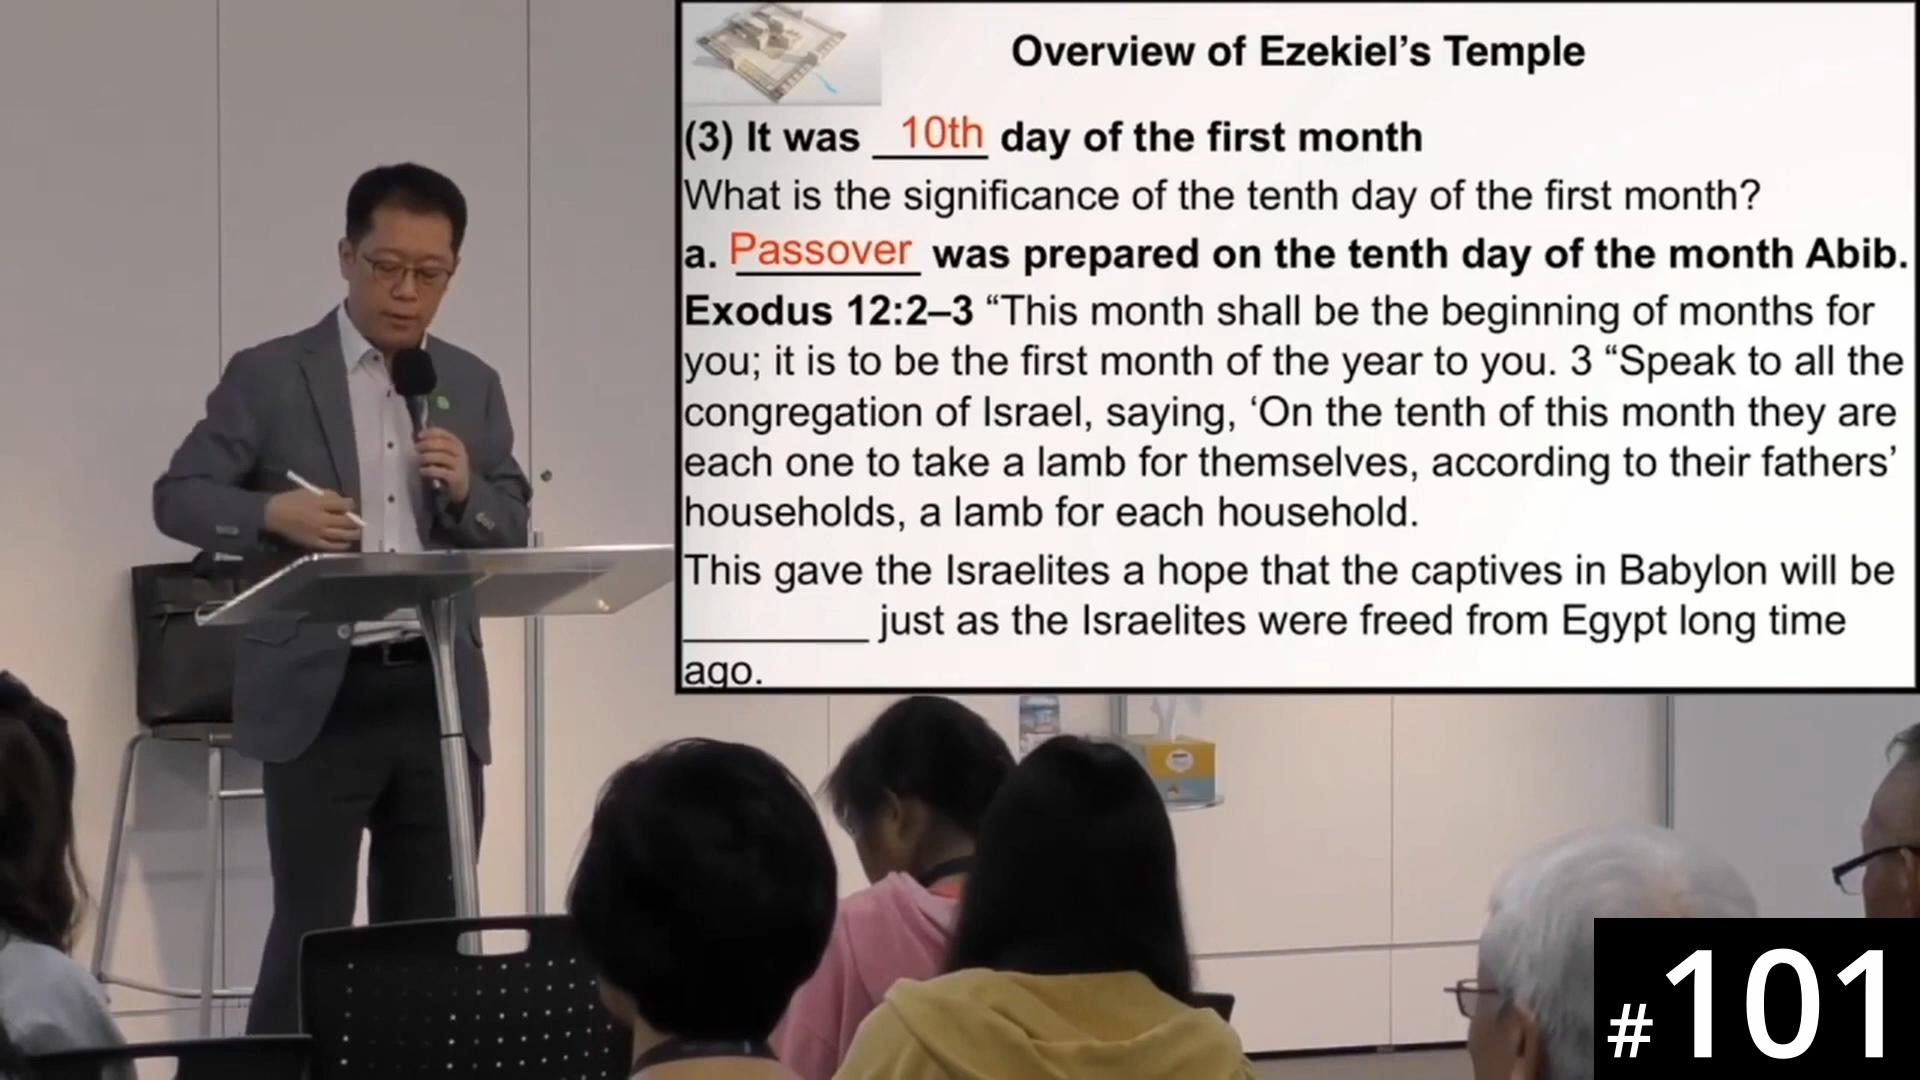 Overview of Ezekiel’s Temple
(3) It was 10th day of the first month
What is the significance of the tenth day of the first month?
a. Passover was prepared on the tenth day of the month Abib.
Exodus 12:2–3 “This month shall be the beginning of months for
you; it is to be the first month of the year to you. 3 “Speak to all the
congregation of Israel, saying, ‘On the tenth of this month they are
each one to take a lamb for themselves, according to their fathers’
households, a lamb for each household.
This gave the Israelites a hope that the captives in Babylon will be
_________ just as the Israelites were freed from Egypt long time
ago.
#101